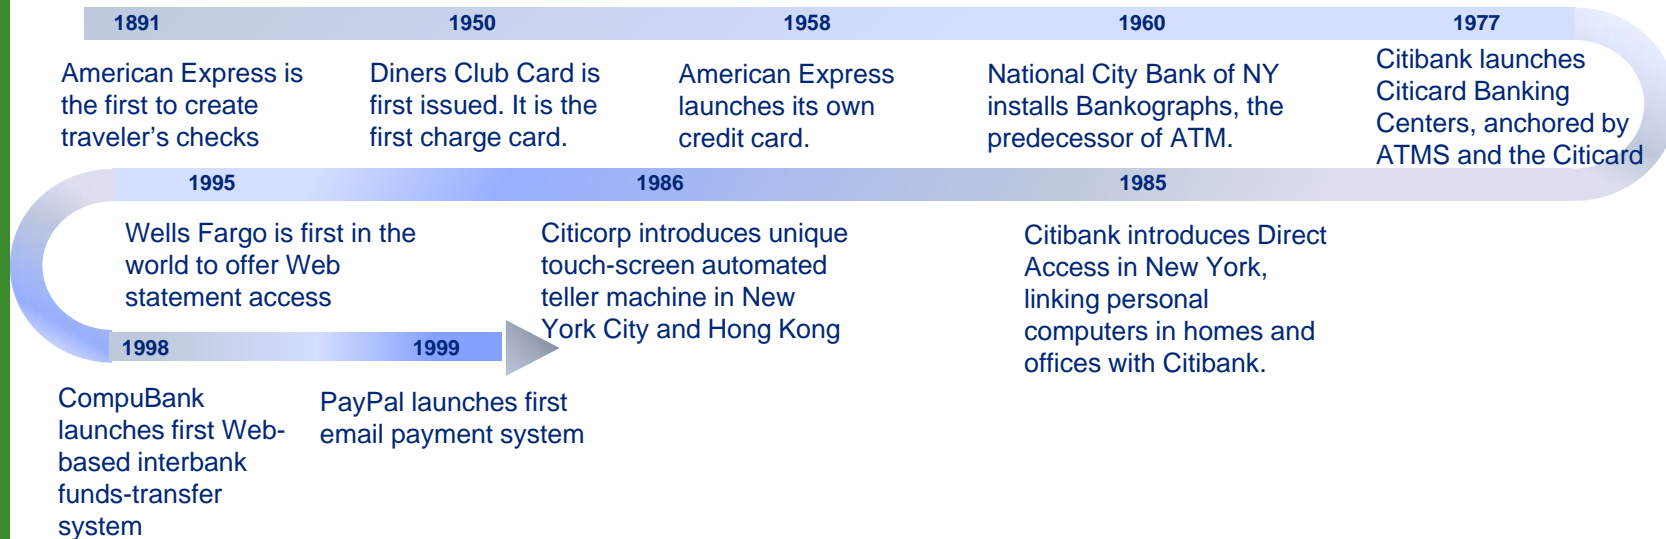 1891 1950 1958 1960 1977
American Express is
the first to create
traveler's checks
Diners Club Card is
first issued. It is the
first charge card.
American Express
launches its own
credit card.
National City Bank of NY
installs Bankographs, the
predecessor of ATM.
Citibank launches
Citicard Banking
Centers, anchored by
ATMS and the Citicard
1995 1986 1985
Wells Fargo is first in the
world to offer Web
statement access
Citicorp introduces unique
touch-screen automated
teller machine in New
York City and Hong Kong
Citibank introduces Direct
Access in New York,
linking personal
computers in homes and
offices with Citibank.
1998 1999
CompuBank
launches first Web-
based interbank
funds-transfer
system
PayPal launches first
email payment system